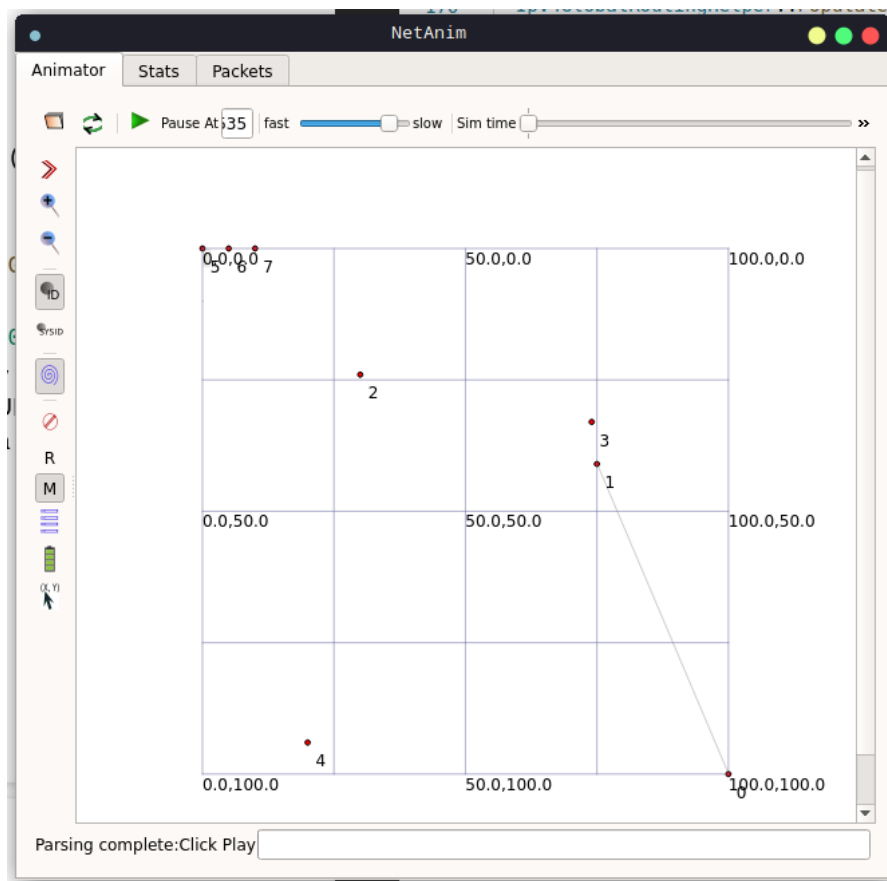 NetAnim
Animator Stats Packets
Pause At 535 fast slow Sim time »
ID
SYSID
R
M
(X, Y)
0.0,0.0 50.0,0.0 100.0,0.0
5 6 7
2
3
1
0.0,50.0 50.0,50.0 100.0,50.0
4
0.0,100.0 50.0,100.0 100.0,100.0
0
Parsing complete:Click Play